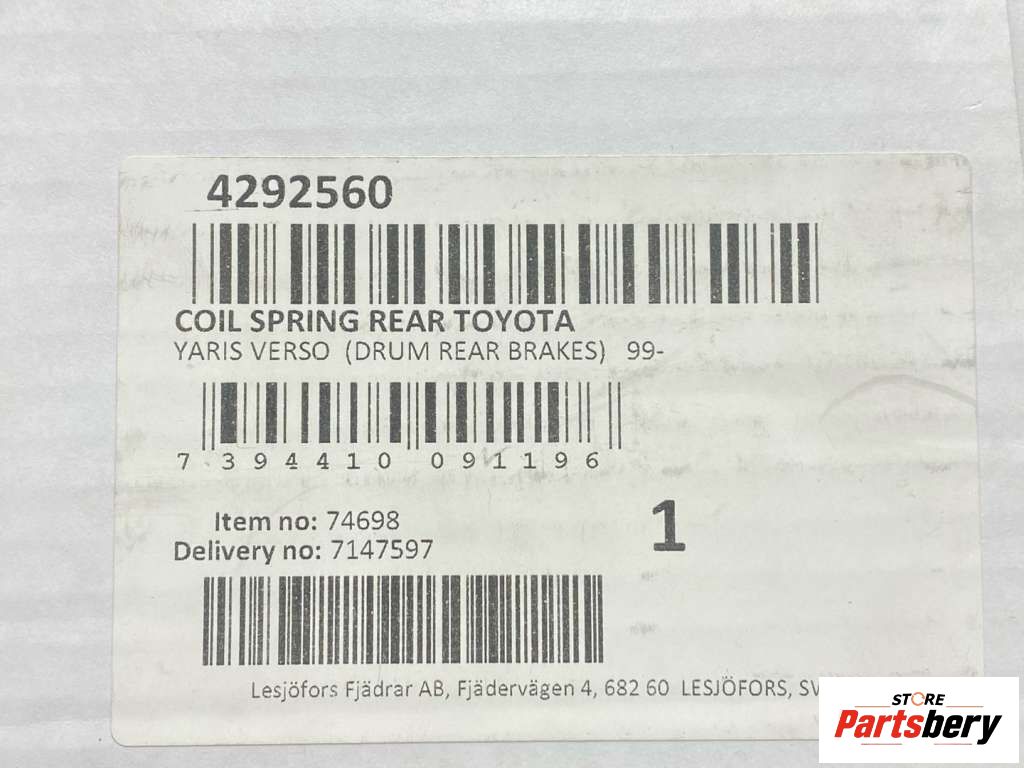 4292560
COIL SPRING REAR TOYOTA
YARIS VERSO (DRUM REAR BRAKES) 99-
7 394410 091196
Item no: 74698
1
Delivery no: 7147597
Lesjöfors Fjädrar AB, Fjädervägen 4, 682 60 LESJÖFORS, SV
STORE
Partsbery